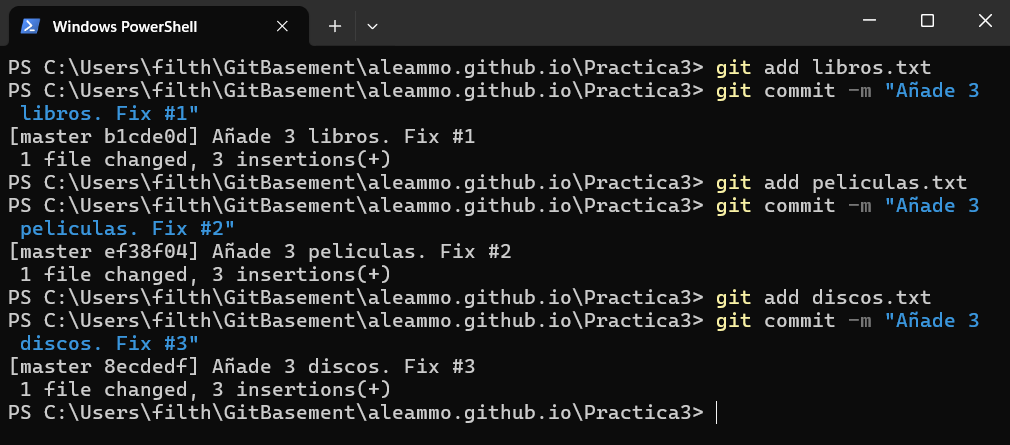 Windows PowerShell
PS C:\Users\filth\GitBasement\aleammo.github.io\Practica3> git add libros.txt
PS C:\Users\filth\GitBasement\aleammo.github.io\Practica3> git commit -m "Añade 3
libros. Fix #1"
[master b1cde0d] Añade 3 libros. Fix #1
1 file changed, 3 insertions(+)
PS C:\Users\filth\GitBasement\aleammo.github.io\Practica3> git add peliculas.txt
PS C:\Users\filth\GitBasement\aleammo.github.io\Practica3> git commit -m "Añade 3
peliculas. Fix #2"
[master ef38f04] Añade 3 peliculas. Fix #2
1 file changed, 3 insertions(+)
PS C:\Users\filth\GitBasement\aleammo.github.io\Practica3> git add discos.txt
PS C:\Users\filth\GitBasement\aleammo.github.io\Practica3> git commit -m "Añade 3
discos. Fix #3"
[master 8ecdedf] Añade 3 discos. Fix #3
1 file changed, 3 insertions(+)
PS C:\Users\filth\GitBasement\aleammo.github.io\Practica3>